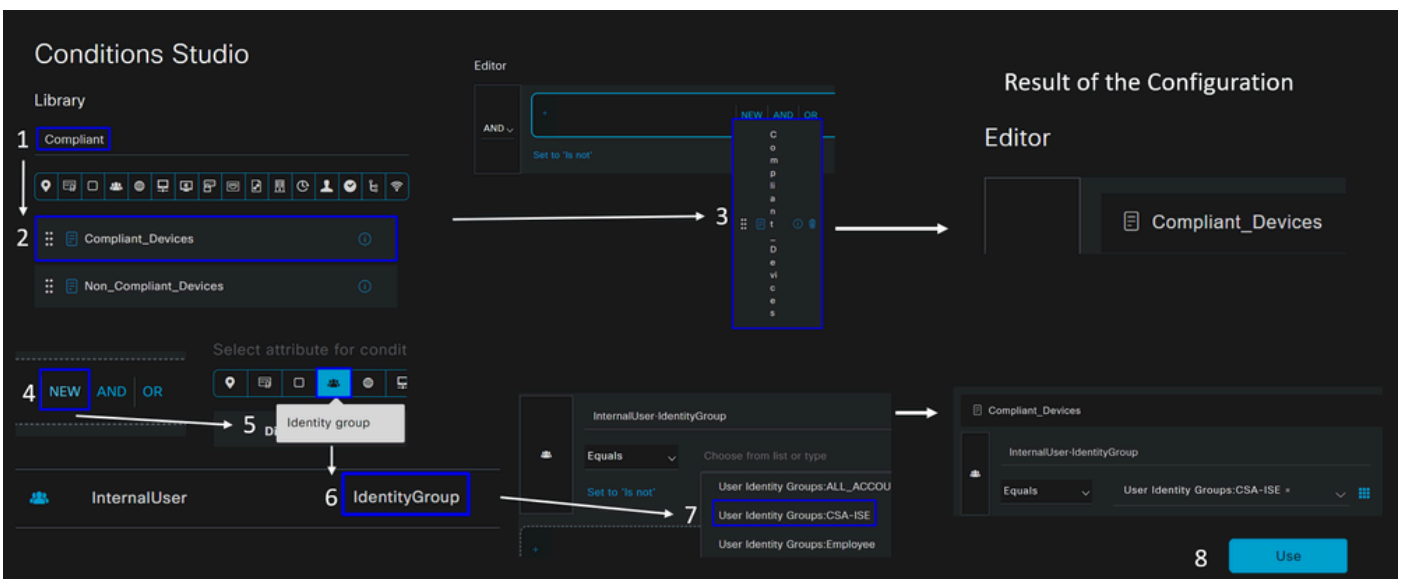 Conditions Studio
Library
1 Compliant
2 Compliant_Devices
Non_Compliant_Devices
Editor
AND
+
NEW AND OR
Set to 'Is not'
3 Compliant_Devices
Result of the Configuration
Editor
Compliant_Devices
4 NEW AND OR
Select attribute for condit
5 Di
Identity group
InternalUser 6 IdentityGroup
InternalUser·IdentityGroup
Equals Choose from list or type
Set to 'Is not'
User Identity Groups:ALL_ACCOU
7 User Identity Groups:CSA-ISE
User Identity Groups:Employee
+
Compliant_Devices
InternalUser·IdentityGroup
Equals User Identity Groups:CSA-ISE ×
8 Use